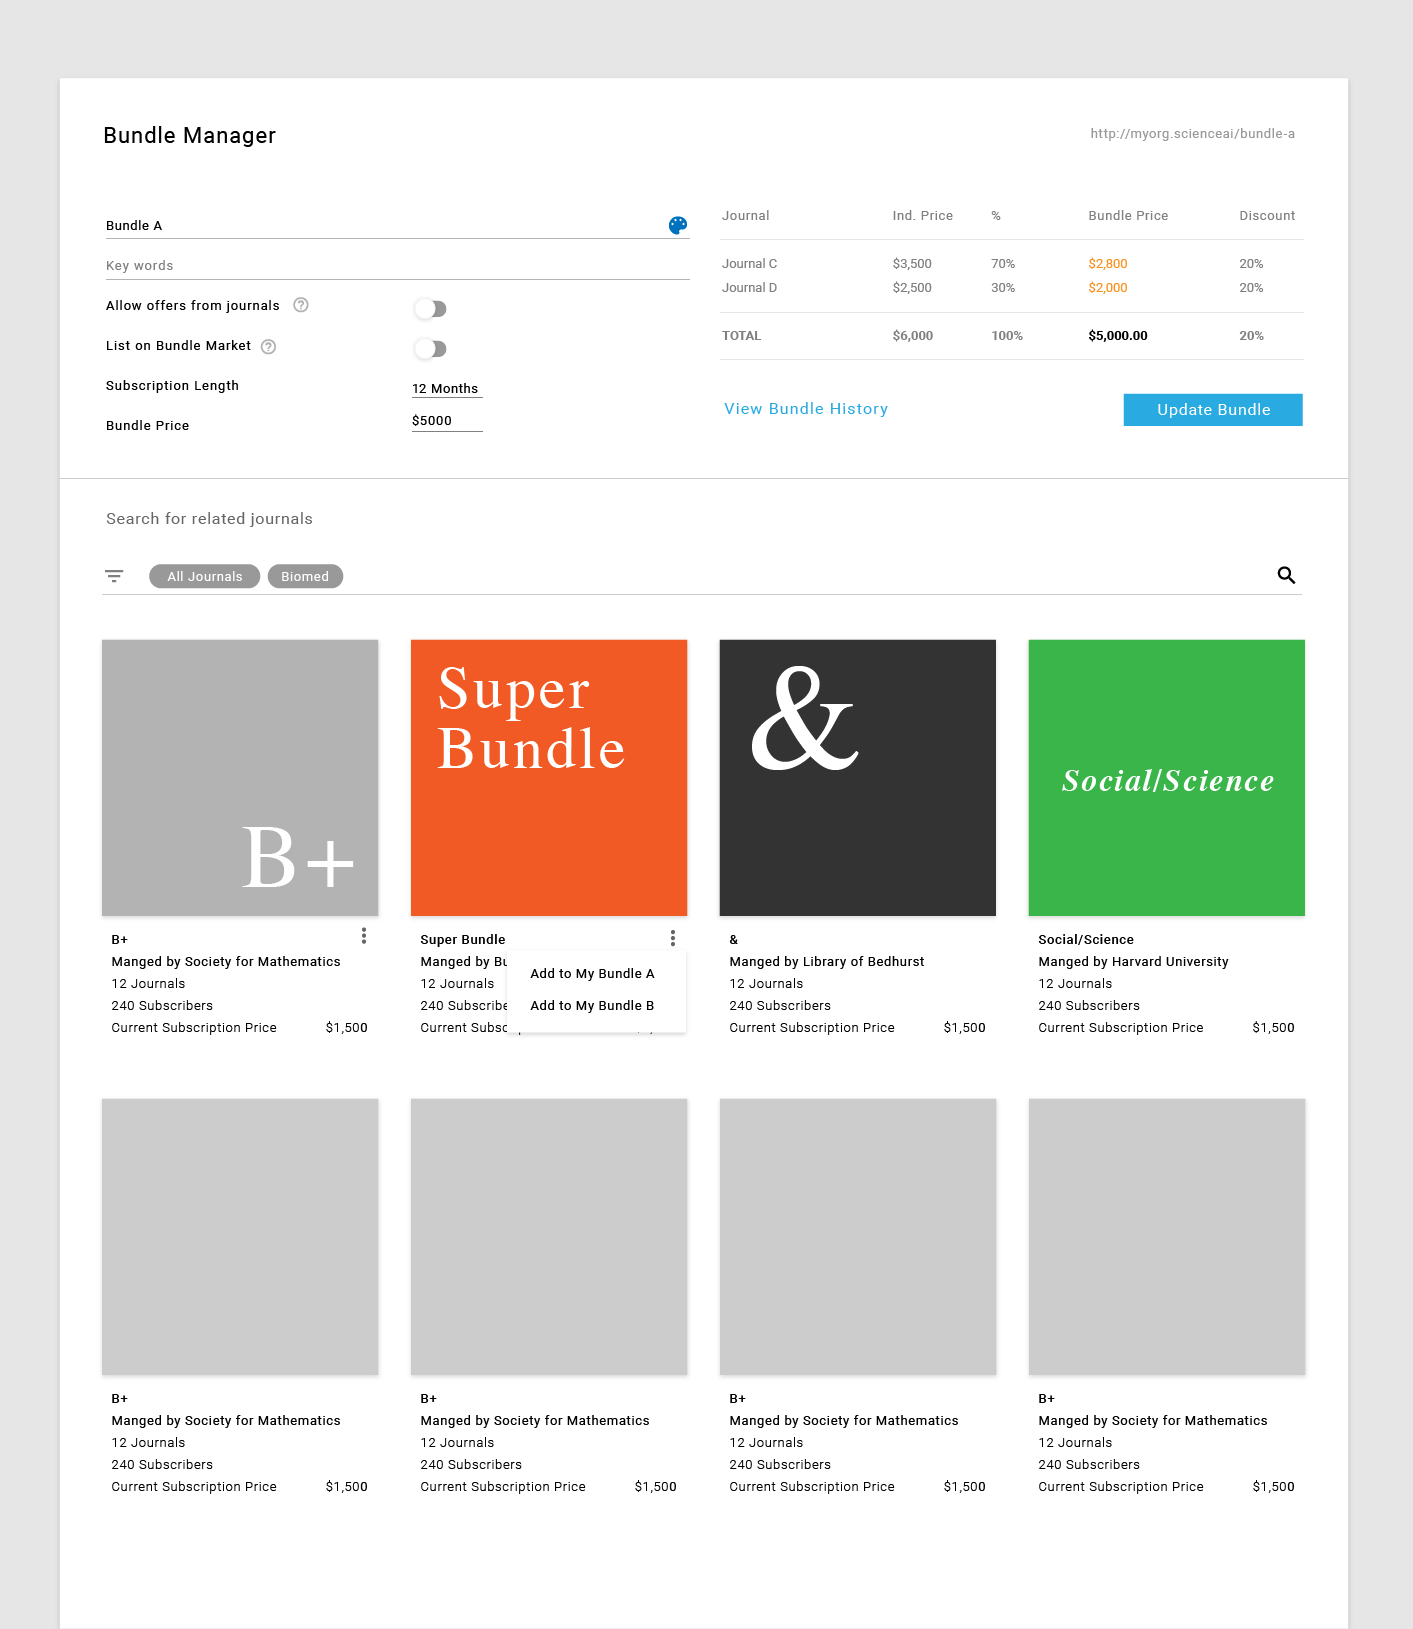 Bundle Manager
http://myorg.scienceai/bundle-a
Bundle A
Key words
Allow offers from journals
List on Bundle Market
Subscription Length 12 Months
Bundle Price $5000
Journal Ind. Price % Bundle Price Discount
Journal C $3,500 70% $2,800 20%
Journal D $2,500 30% $2,000 20%
TOTAL $6,000 100% $5,000.00 20%
View Bundle History
Update Bundle
Search for related journals
All Journals Biomed
B+
B+
Manged by Society for Mathematics
12 Journals
240 Subscribers
Current Subscription Price $1,500
Super
Bundle
Super Bundle
Manged by
12 Journals
240
Current
Add to My Bundle A
Add to My Bundle B
&
&
Manged by Library of Bedhurst
12 Journals
240 Subscribers
Current Subscription Price $1,500
Social/Science
Social/Science
Manged by Harvard University
12 Journals
240 Subscribers
Current Subscription Price $1,500
B+
Manged by Society for Mathematics
12 Journals
240 Subscribers
Current Subscription Price $1,500
B+
Manged by Society for Mathematics
12 Journals
240 Subscribers
Current Subscription Price $1,500
B+
Manged by Society for Mathematics
12 Journals
240 Subscribers
Current Subscription Price $1,500
B+
Manged by Society for Mathematics
12 Journals
240 Subscribers
Current Subscription Price $1,500